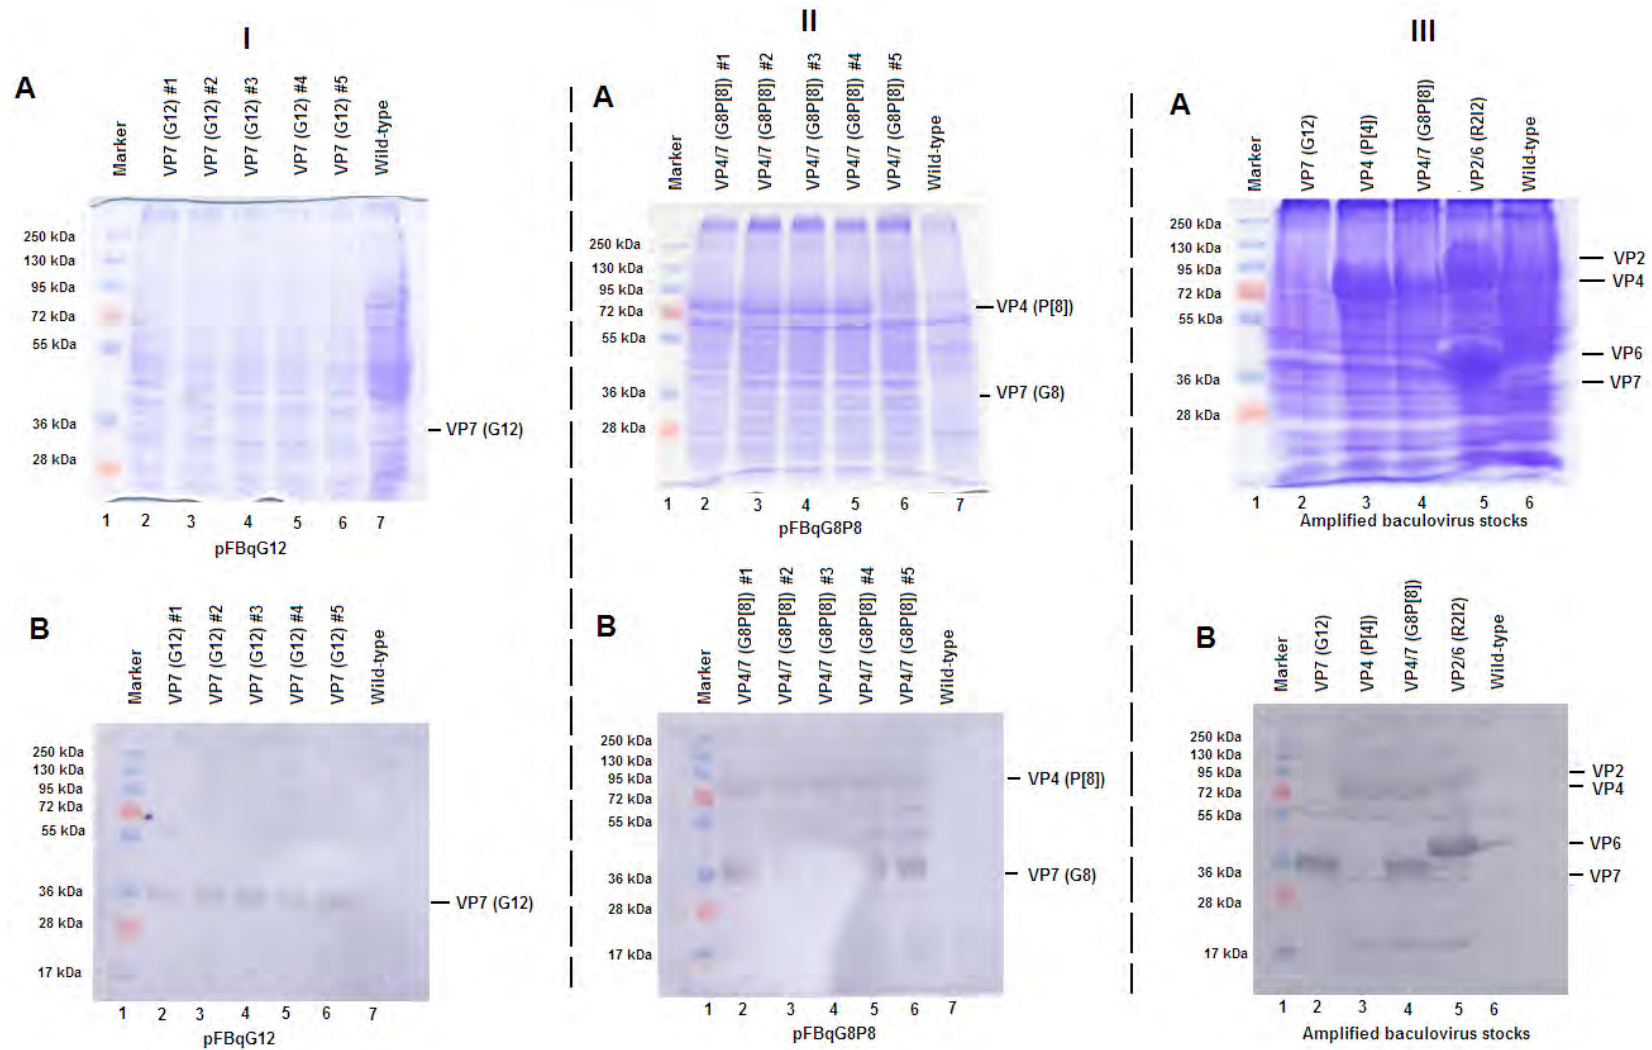 I
A
Marker
VP7 (G12) #1
VP7 (G12) #2
VP7 (G12) #3
VP7 (G12) #4
VP7 (G12) #5
Wild-type
250 kDa
130 kDa
95 kDa
72 kDa
55 kDa
36 kDa
28 kDa
VP7 (G12)
1 2 3 4 5 6 7
pFBqG12
B
Marker
VP7 (G12) #1
VP7 (G12) #2
VP7 (G12) #3
VP7 (G12) #4
VP7 (G12) #5
Wild-type
250 kDa
130 kDa
95 kDa
72 kDa
55 kDa
36 kDa
28 kDa
17 kDa
VP7 (G12)
1 2 3 4 5 6 7
pFBqG12
II
A
Marker
VP4/7 (G8P[8]) #1
VP4/7 (G8P[8]) #2
VP4/7 (G8P[8]) #3
VP4/7 (G8P[8]) #4
VP4/7 (G8P[8]) #5
Wild-type
250 kDa
130 kDa
95 kDa
72 kDa
55 kDa
36 kDa
28 kDa
VP4 (P[8])
VP7 (G8)
1 2 3 4 5 6 7
pFBqG8P8
B
Marker
VP4/7 (G8P[8]) #1
VP4/7 (G8P[8]) #2
VP4/7 (G8P[8]) #3
VP4/7 (G8P[8]) #4
VP4/7 (G8P[8]) #5
Wild-type
250 kDa
130 kDa
95 kDa
72 kDa
55 kDa
36 kDa
28 kDa
17 kDa
VP4 (P[8])
VP7 (G8)
1 2 3 4 5 6 7
pFBqG8P8
III
A
Marker
VP7 (G12)
VP4 (P[4])
VP4/7 (G8P[8])
VP2/6 (R2I2)
Wild-type
250 kDa
130 kDa
95 kDa
72 kDa
55 kDa
36 kDa
28 kDa
VP2
VP4
VP6
VP7
1 2 3 4 5 6
Amplified baculovirus stocks
B
Marker
VP7 (G12)
VP4 (P[4])
VP4/7 (G8P[8])
VP2/6 (R2I2)
Wild-type
250 kDa
130 kDa
95 kDa
72 kDa
55 kDa
36 kDa
28 kDa
17 kDa
VP2
VP4
VP6
VP7
1 2 3 4 5 6
Amplified baculovirus stocks